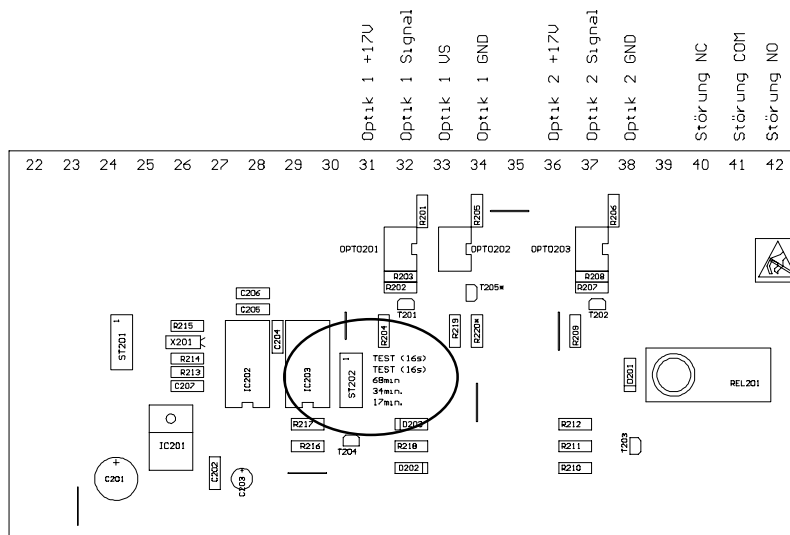 Optik 1 +17V
Optik 1 Signal
Optik 1 VS
Optik 1 GND
Optik 2 +17V
Optik 2 Signal
Optik 2 GND
Störung NC
Störung COM
Störung NO
22 23 24 25 26 27 28 29 30 31 32 33 34 35 36 37 38 39 40 41 42
R201 R205 R206
OPTO201 OPTO202 OPTO203
R203 R208
R202 R207
T205*
C206
C205
T201 T202
1
ST201
R215
X201
R214
R213
C207
IC202
C204
IC203
R204
R219
R220*
R209
1
ST202
TEST (16s)
TEST (16s)
68min
34min.
17min.
D201
REL201
IC201
R217 D203 R212
R216 R218 R211
T204 T203
D202 R210
C201 +
C202
C203 +